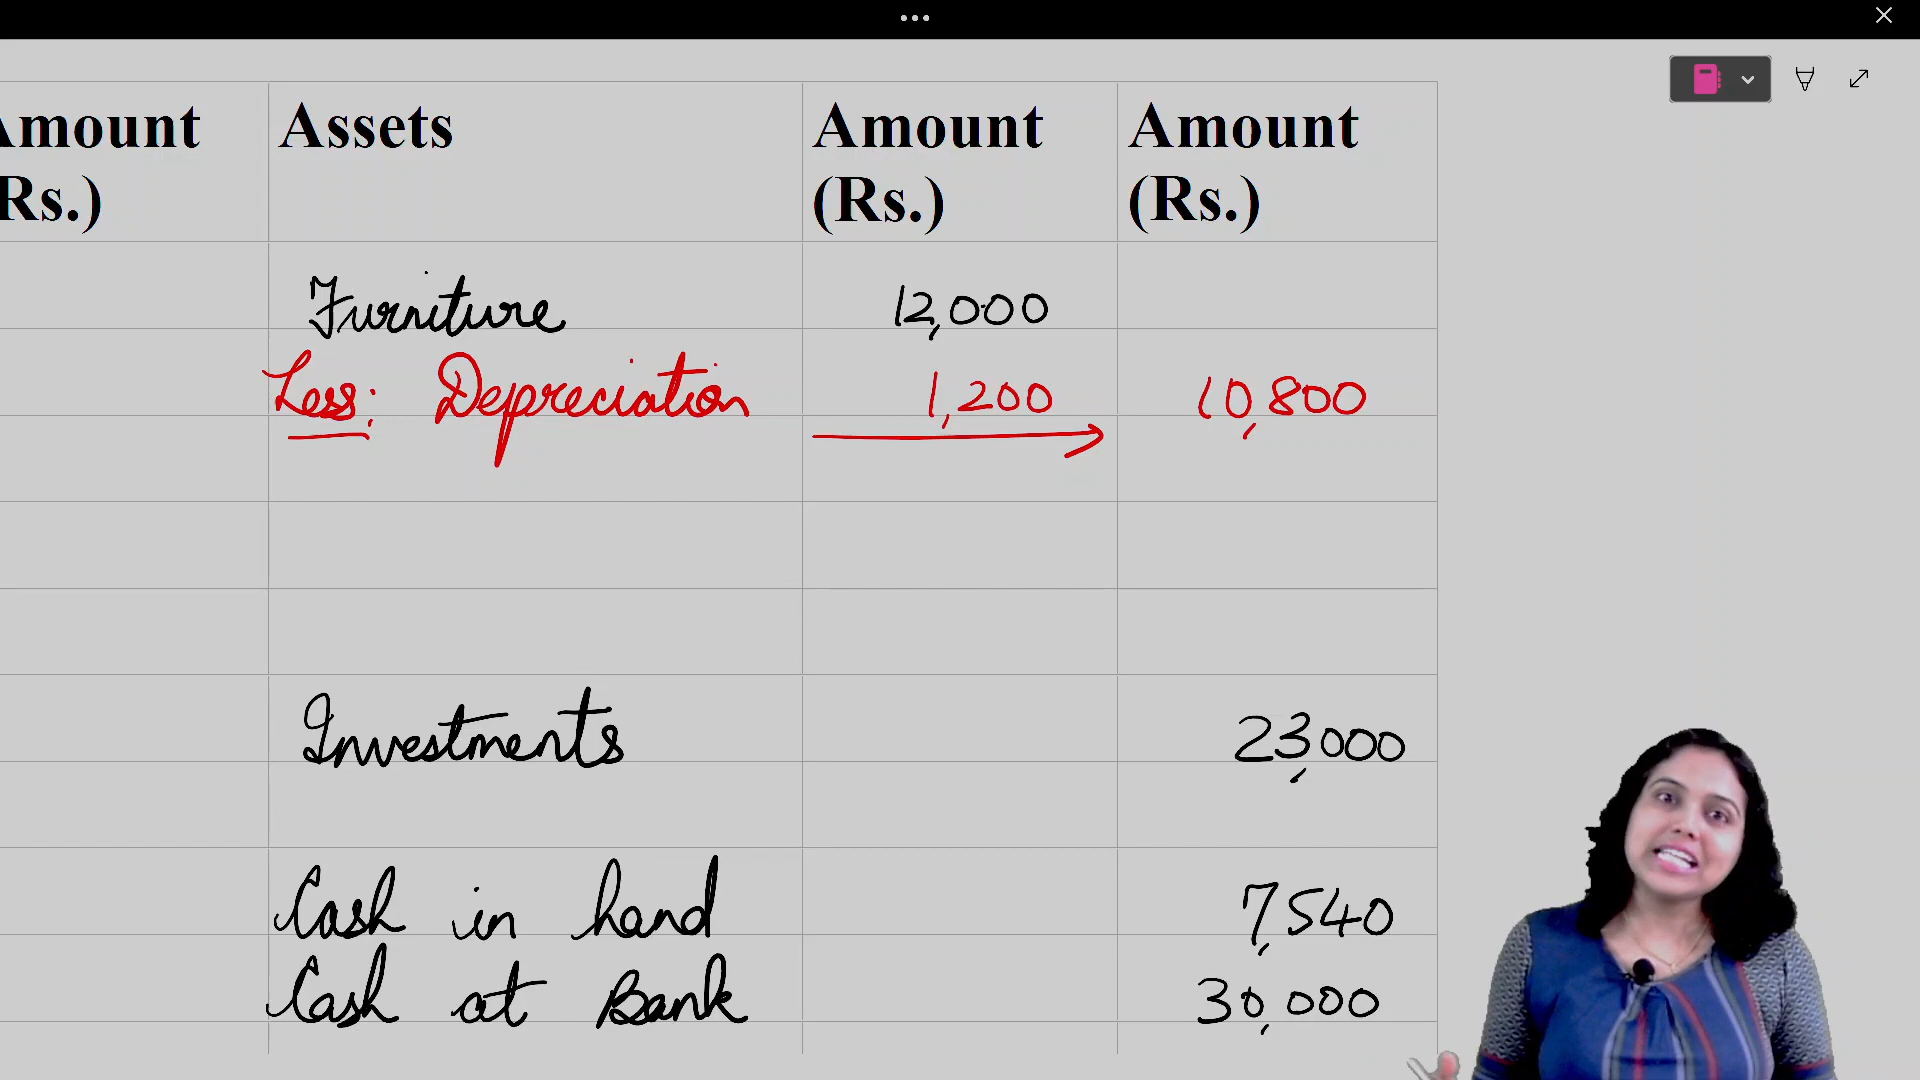 Amount Assets Amount Amount
Rs.) (Rs.) (Rs.)
Furniture 12,000
Less: Depreciation 1,200 10,800
Investments 23,000
Cash in hand 7,540
Cash at Bank 30,000